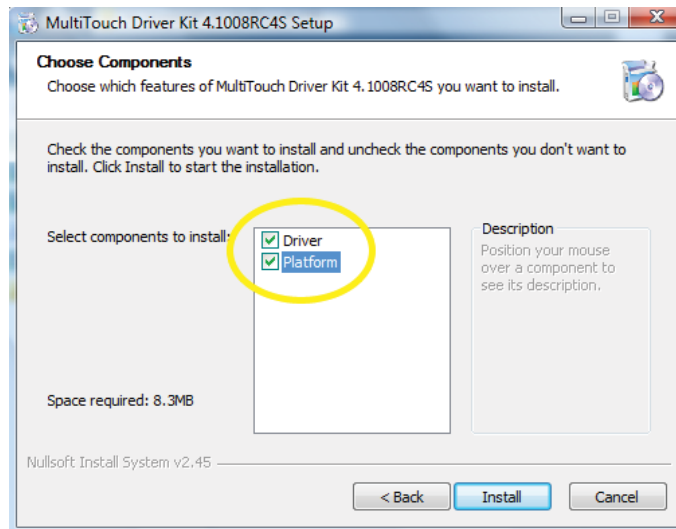 MultiTouch Driver Kit 4.1008RC4S Setup
Choose Components
Choose which features of MultiTouch Driver Kit 4.1008RC4S you want to install.
Check the components you want to install and uncheck the components you don't want to
install. Click Install to start the installation.
Select components to install:
Driver
Platform
Description
Position your mouse
over a component to
see its description.
Space required: 8.3MB
Nullsoft Install System v2.45
< Back
Install
Cancel